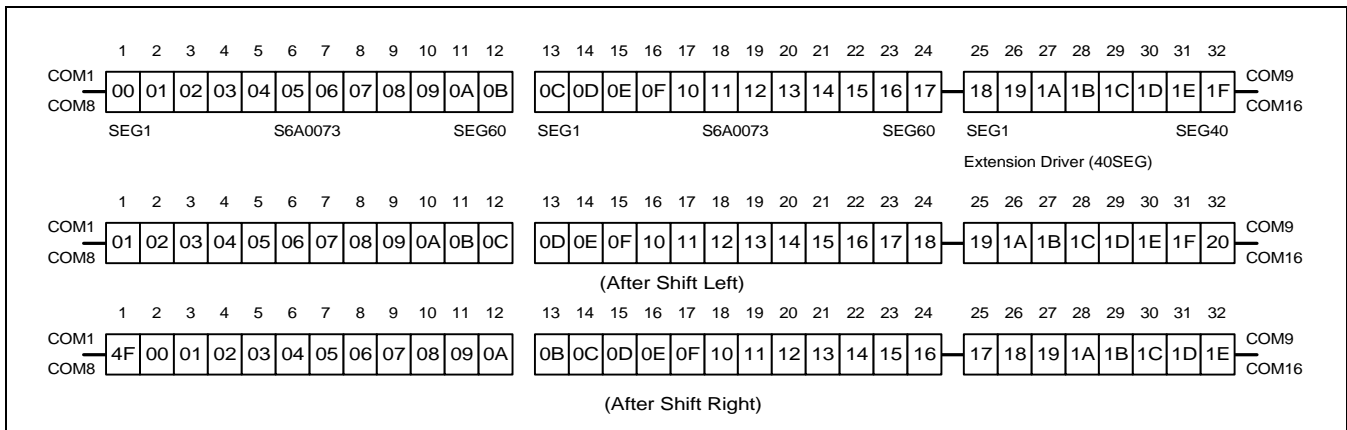 1 2 3 4 5 6 7 8 9 10 11 12 13 14 15 16 17 18 19 20 21 22 23 24 25 26 27 28 29 30 31 32
COM1 COM9
00 01 02 03 04 05 06 07 08 09 0A 0B 0C 0D 0E 0F 10 11 12 13 14 15 16 17 18 19 1A 1B 1C 1D 1E 1F
COM8 COM16
SEG1 S6A0073 SEG60 SEG1 S6A0073 SEG60 SEG1 SEG40
Extension Driver (40SEG)
1 2 3 4 5 6 7 8 9 10 11 12 13 14 15 16 17 18 19 20 21 22 23 24 25 26 27 28 29 30 31 32
COM1 COM9
01 02 03 04 05 06 07 08 09 0A 0B 0C 0D 0E 0F 10 11 12 13 14 15 16 17 18 19 1A 1B 1C 1D 1E 1F 20
COM8 COM16
(After Shift Left)
1 2 3 4 5 6 7 8 9 10 11 12 13 14 15 16 17 18 19 20 21 22 23 24 25 26 27 28 29 30 31 32
COM1 COM9
4F 00 01 02 03 04 05 06 07 08 09 0A 0B 0C 0D 0E 0F 10 11 12 13 14 15 16 17 18 19 1A 1B 1C 1D 1E
COM8 COM16
(After Shift Right)